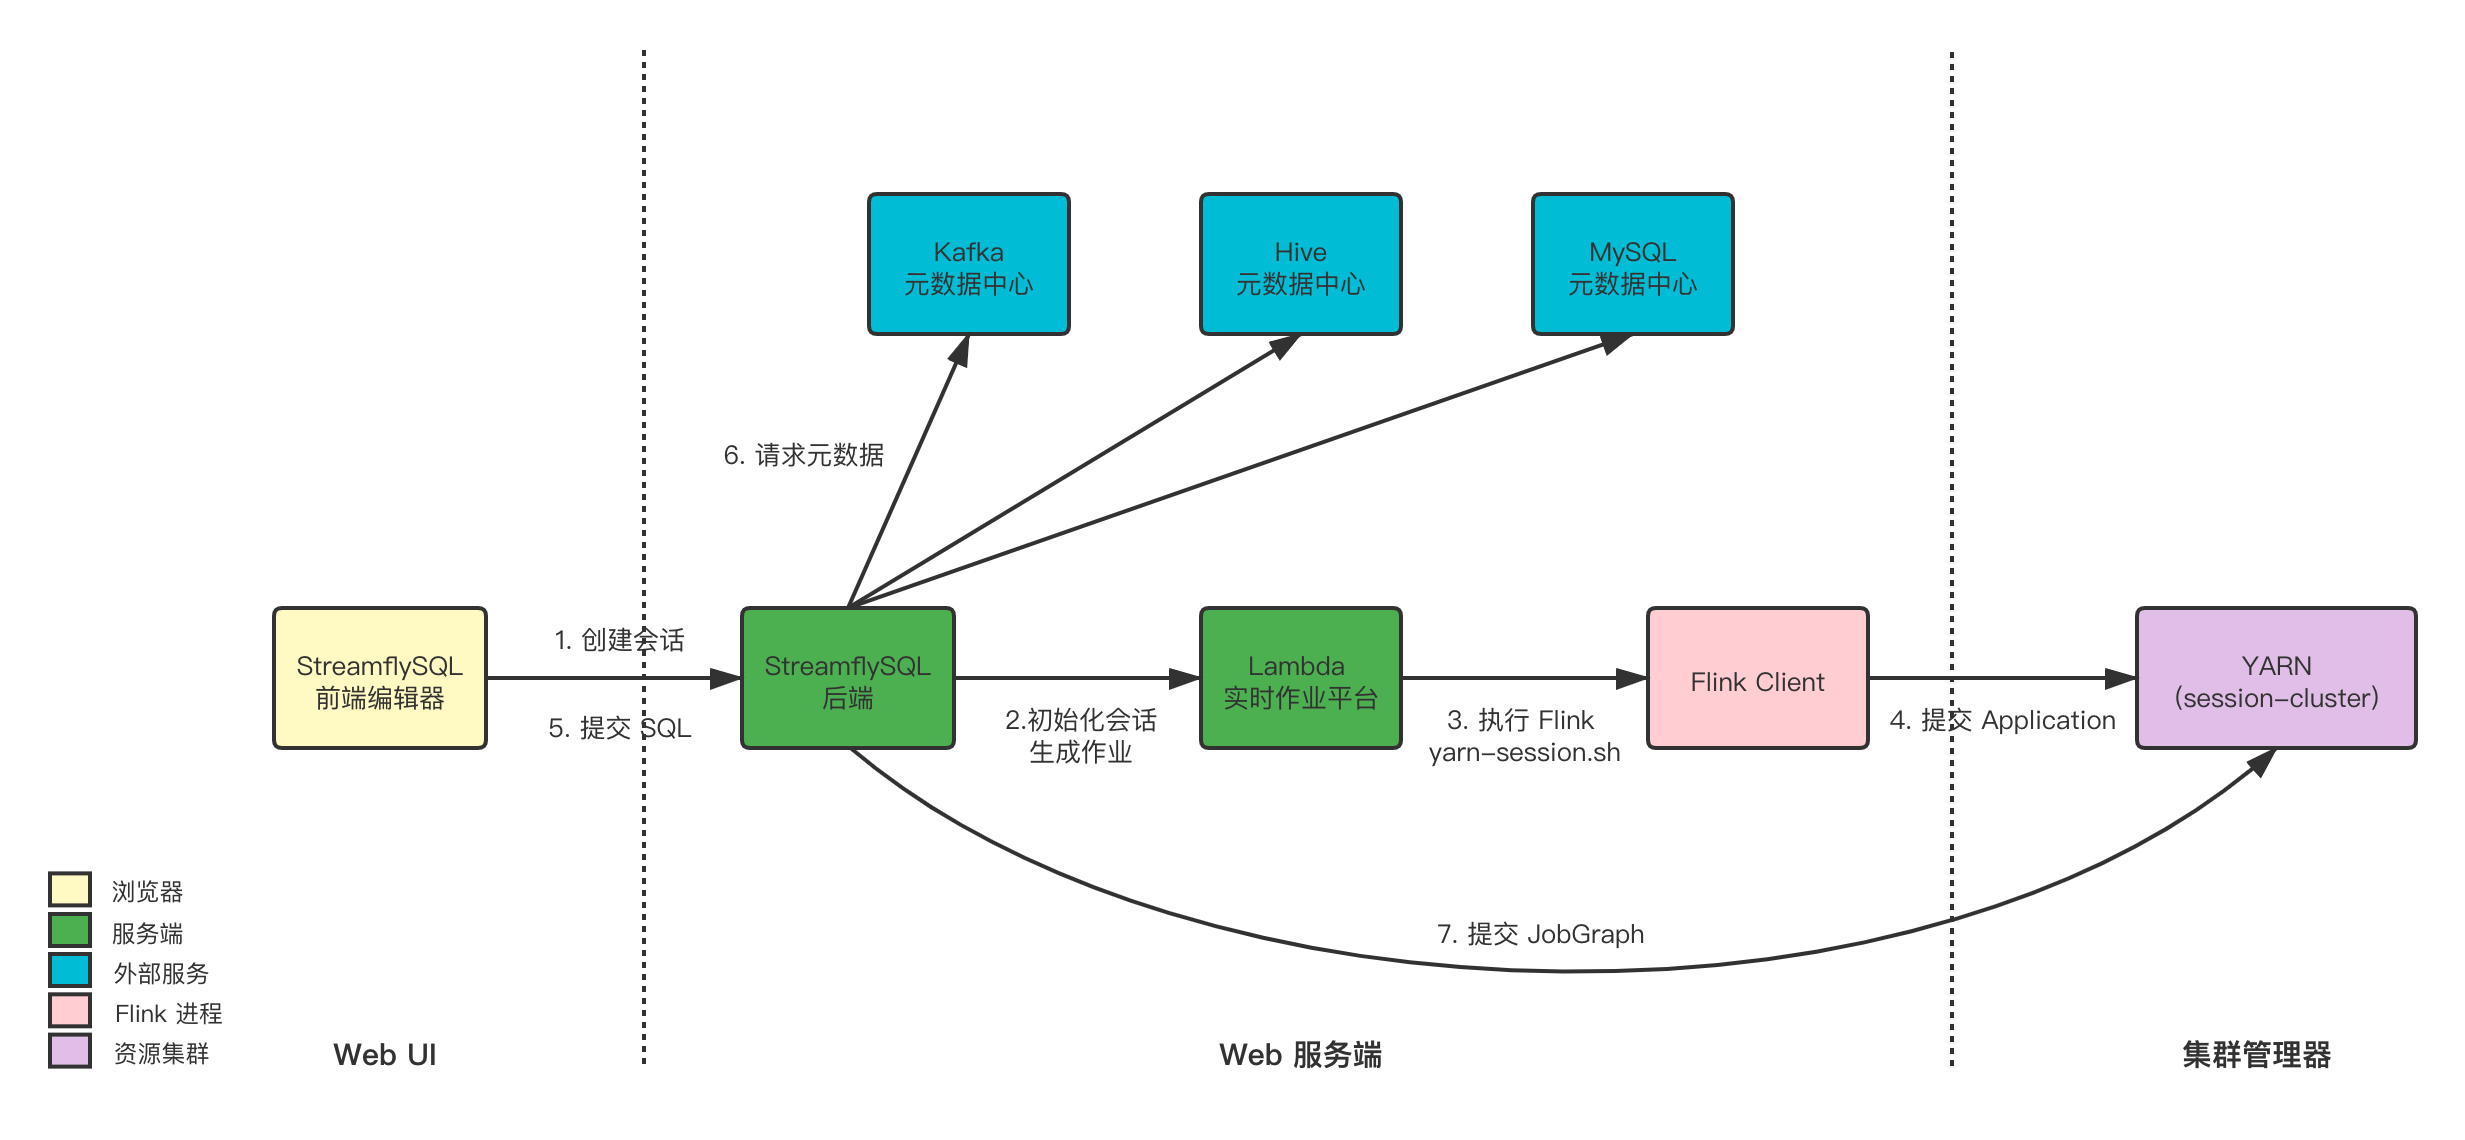 Kafka
元数据中心
Hive
元数据中心
MySQL
元数据中心
6. 请求元数据
StreamflySQL
前端编辑器
1. 创建会话
5. 提交 SQL
StreamflySQL
后端
2.初始化会话
生成作业
Lambda
实时作业平台
3. 执行 Flink
yarn-session.sh
Flink Client
4. 提交 Application
YARN
(session-cluster)
7. 提交 JobGraph
浏览器
服务端
外部服务
Flink 进程
资源集群
Web UI
Web 服务端
集群管理器